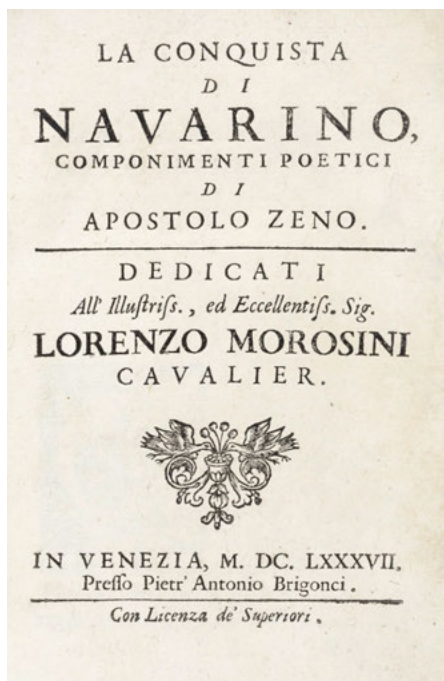 LA CONQUISTA
DI
NAVARINO,
COMPONIMENTI POETICI
DI
APOSTOLO ZENO.
DEDICATI
All' Illuſtriſs., ed Eccellentiſs. Sig.
LORENZO MOROSINI
CAVALIER.
IN VENEZIA, M. DC. LXXXVII.
Preſſo Pietr' Antonio Brigonci.
Con Licenza de' Superiori.